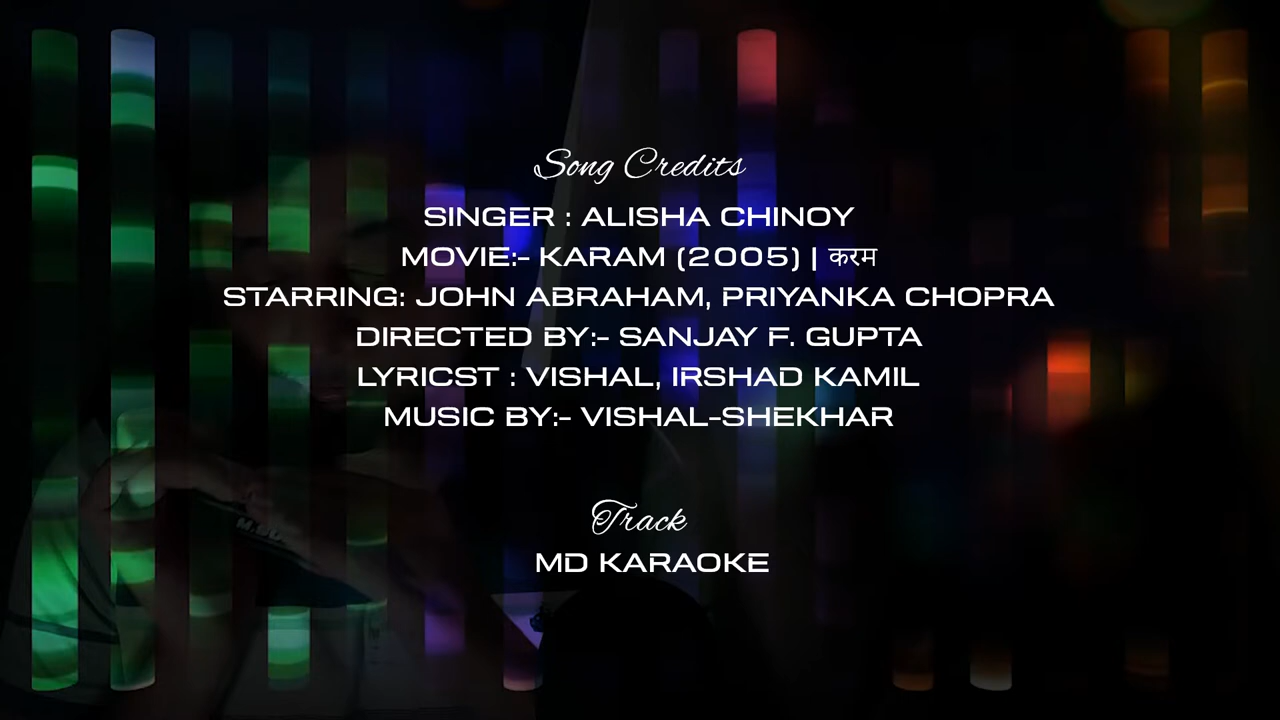 Song Credits
SINGER : ALISHA CHINOY
MOVIE:- KARAM (2005) | करम
STARRING: JOHN ABRAHAM, PRIYANKA CHOPRA
DIRECTED BY:- SANJAY F. GUPTA
LYRICST : VISHAL, IRSHAD KAMIL
MUSIC BY:- VISHAL-SHEKHAR
Track
MD KARAOKE